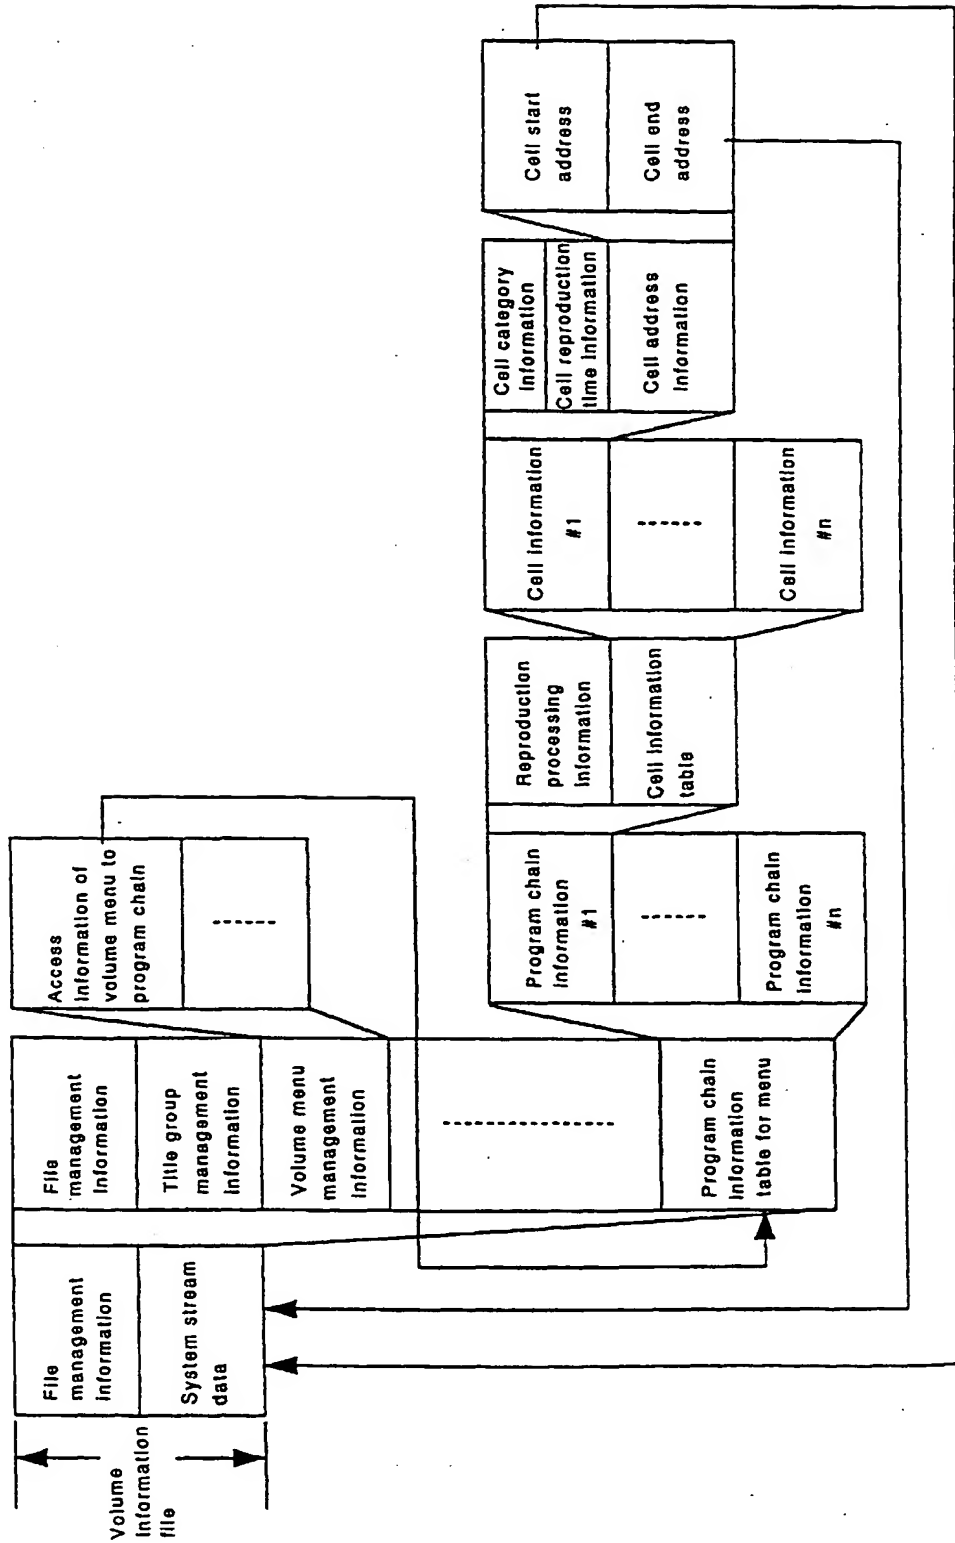 Volume
Information
file
File
management
Information
System stream
data
File
management
Information
Title group
management
Information
Volume menu
management
Information
Program chain
Information
table for menu
Access
Information of
volume menu to
program chain
Program chain
Information
#1
Program chain
Information
#n
Reproduction
processing
Information
Cell Information
table
Cell Information
#1
Cell Information
#n
Cell category
Information
Cell reproduction
time Information
Cell address
Information
Cell start
address
Cell end
address